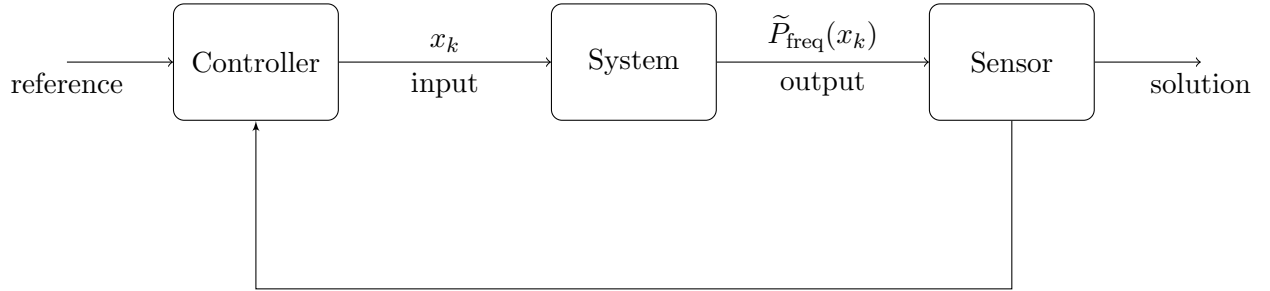 reference
Controller
$x_k$
input
System
$\widetilde{P}_{\text{freq}}(x_k)$
output
Sensor
solution